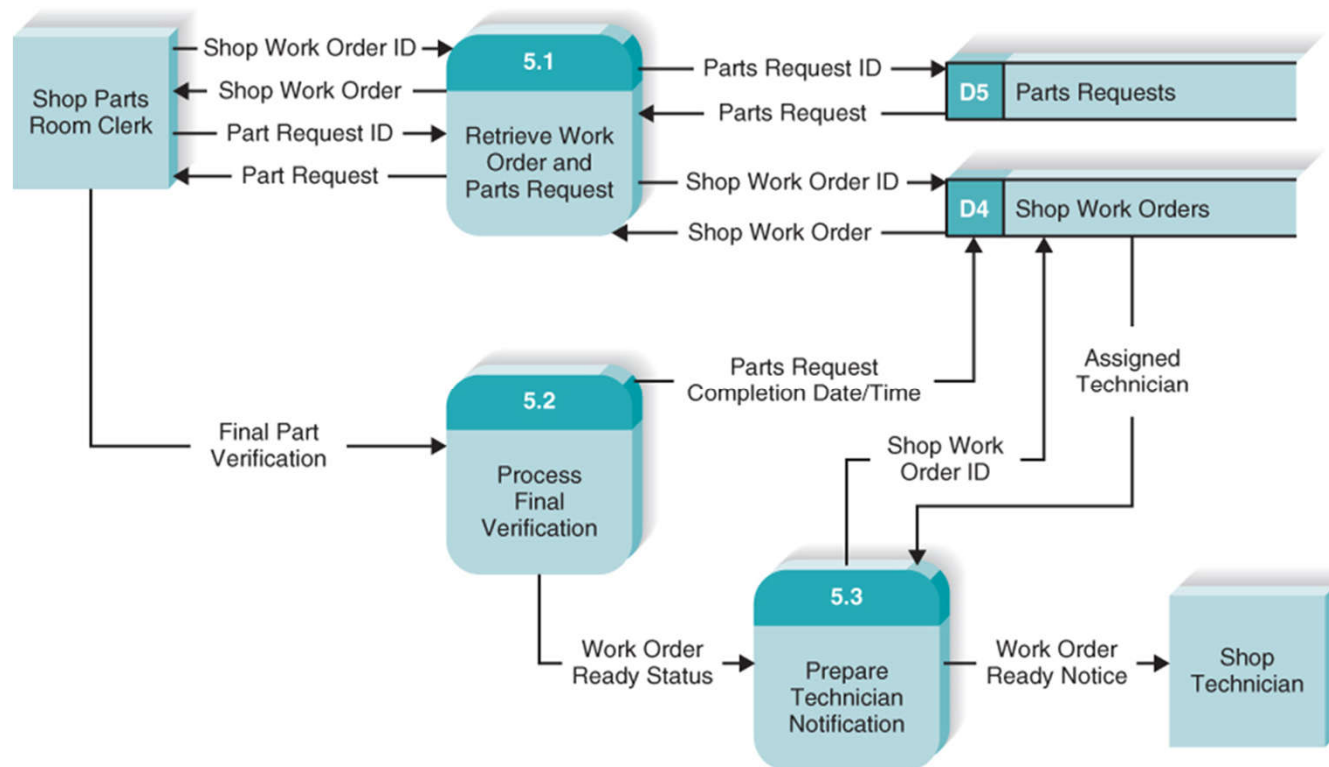 Shop Parts
Room Clerk
Shop Work Order ID
Shop Work Order
Part Request ID
Part Request
5.1
Retrieve Work
Order and
Parts Request
Parts Request ID
Parts Request
Shop Work Order ID
Shop Work Order
D5
Parts Requests
D4
Shop Work Orders
Final Part
Verification
5.2
Process
Final
Verification
Parts Request
Completion Date/Time
Shop Work
Order ID
Assigned
Technician
Work Order
Ready Status
5.3
Prepare
Technician
Notification
Work Order
Ready Notice
Shop
Technician